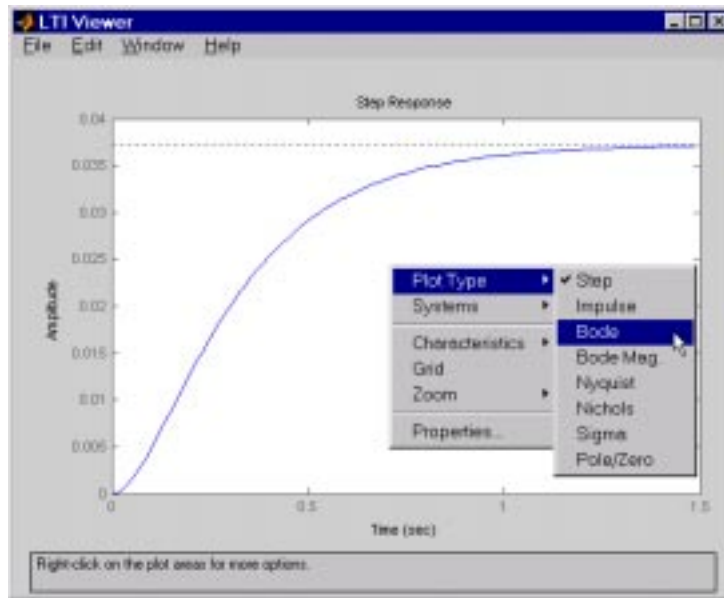 LTI Viewer
File Edit Window Help
Step Response
0.04
0.035
0.03
0.025
0.02
0.015
0.01
0.005
0
Amplitude
0
0.5
1
1.5
Time (sec)
Plot Type
Systems
Characteristics
Grid
Zoom
Properties...
Step
Impulse
Bode
Bode Mag.
Nyquist
Nichols
Sigma
Pole/Zero
Right-click on the plot areas for more options.